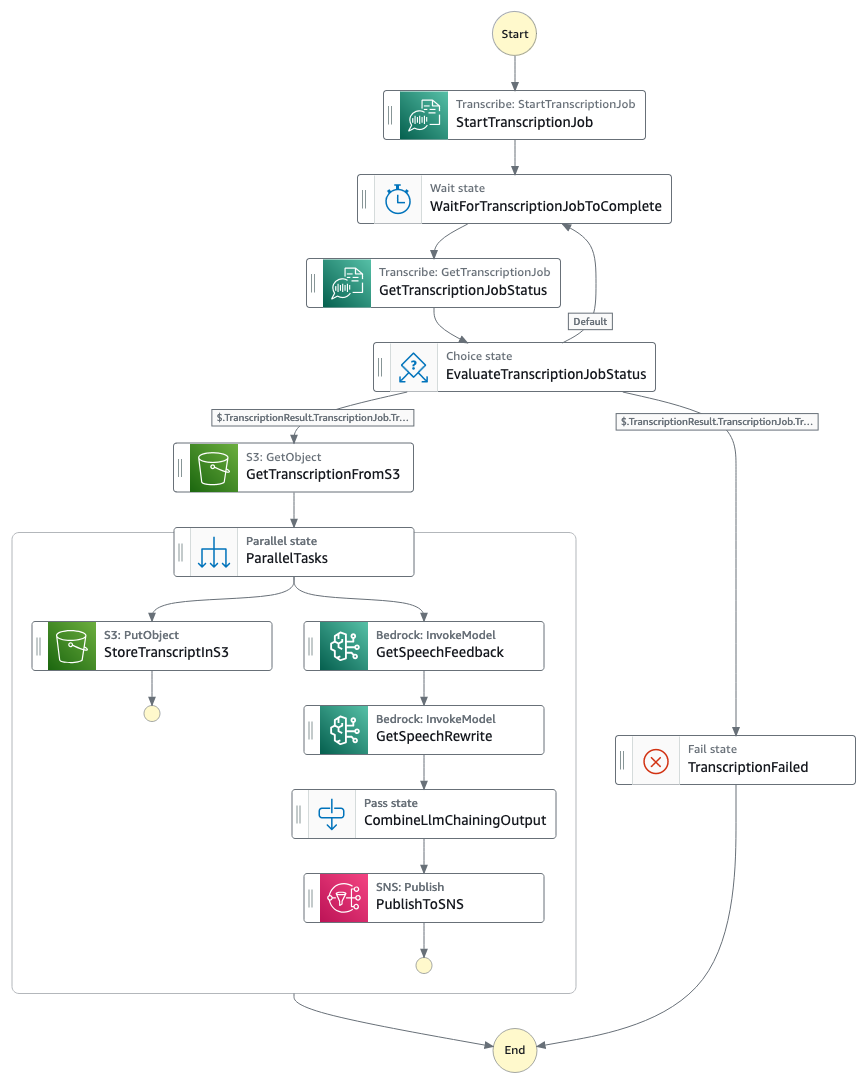 Start
Transcribe: StartTranscriptionJob
StartTranscriptionJob
Wait state
WaitForTranscriptionJobToComplete
Transcribe: GetTranscriptionJob
GetTranscriptionJobStatus
Default
Choice state
EvaluateTranscriptionJobStatus
$.TranscriptionResult.TranscriptionJob.Tr...
$.TranscriptionResult.TranscriptionJob.Tr...
S3: GetObject
GetTranscriptionFromS3
Parallel state
ParallelTasks
S3: PutObject
StoreTranscriptInS3
Bedrock: InvokeModel
GetSpeechFeedback
Bedrock: InvokeModel
GetSpeechRewrite
Fail state
TranscriptionFailed
Pass state
CombineLlmChainingOutput
SNS: Publish
PublishToSNS
End